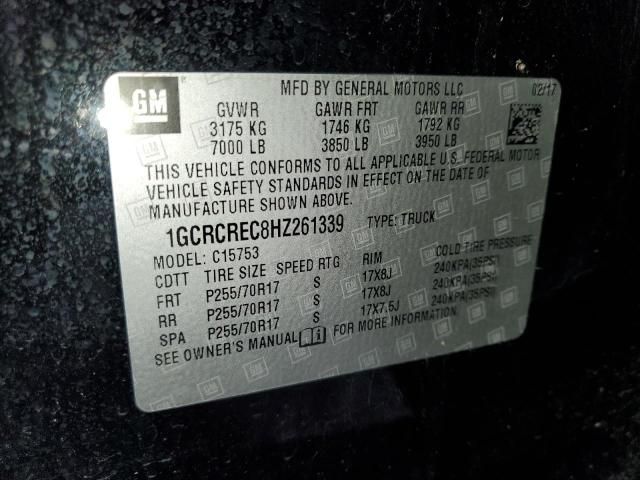 GM
MFD BY GENERAL MOTORS LLC 02/17
GVWR GAWR FRT GAWR RR
3175 KG 1746 KG 1792 KG
7000 LB 3850 LB 3950 LB
THIS VEHICLE CONFORMS TO ALL APPLICABLE U.S. FEDERAL MOTOR
VEHICLE SAFETY STANDARDS IN EFFECT ON THE DATE OF
MANUFACTURE SHOWN ABOVE.
1GCRCREC8HZ261339 TYPE: TRUCK
MODEL: C15753
CDTT TIRE SIZE SPEED RTG RIM COLD TIRE PRESSURE
FRT P255/70R17 S 17X8J 240KPA(35PSI)
RR P255/70R17 S 17X8J 240KPA(35PSI)
SPA P255/70R17 S 17X7.5J 240KPA(35PSI)
SEE OWNER'S MANUAL FOR MORE INFORMATION.